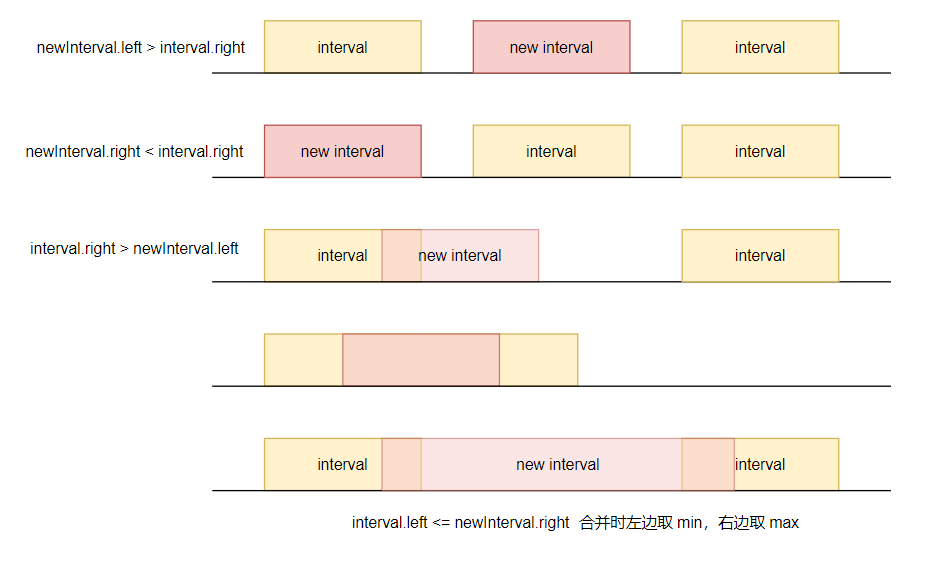 newInterval.left > interval.right interval new interval interval
newInterval.right < interval.right new interval interval interval
interval.right > newInterval.left interval new interval interval
interval new interval interval
interval.left <= newInterval.right 合并时左边取 min，右边取 max